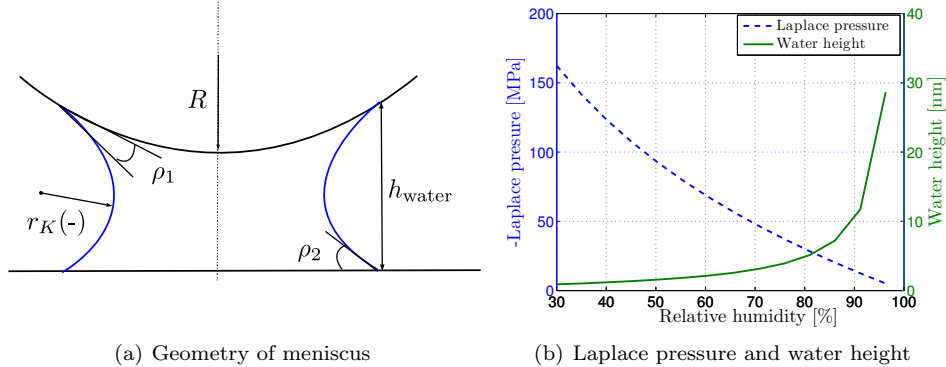 R
ρ1
rK(-)
hwater
ρ2
(a) Geometry of meniscus
200
150
100
50
0
-Laplace presure [MPa]
Laplace pressure
Water height
40
30
20
10
0
Water height [nm]
30 40 50 60 70 80 90 100
Relative humidity [%]
(b) Laplace pressure and water height